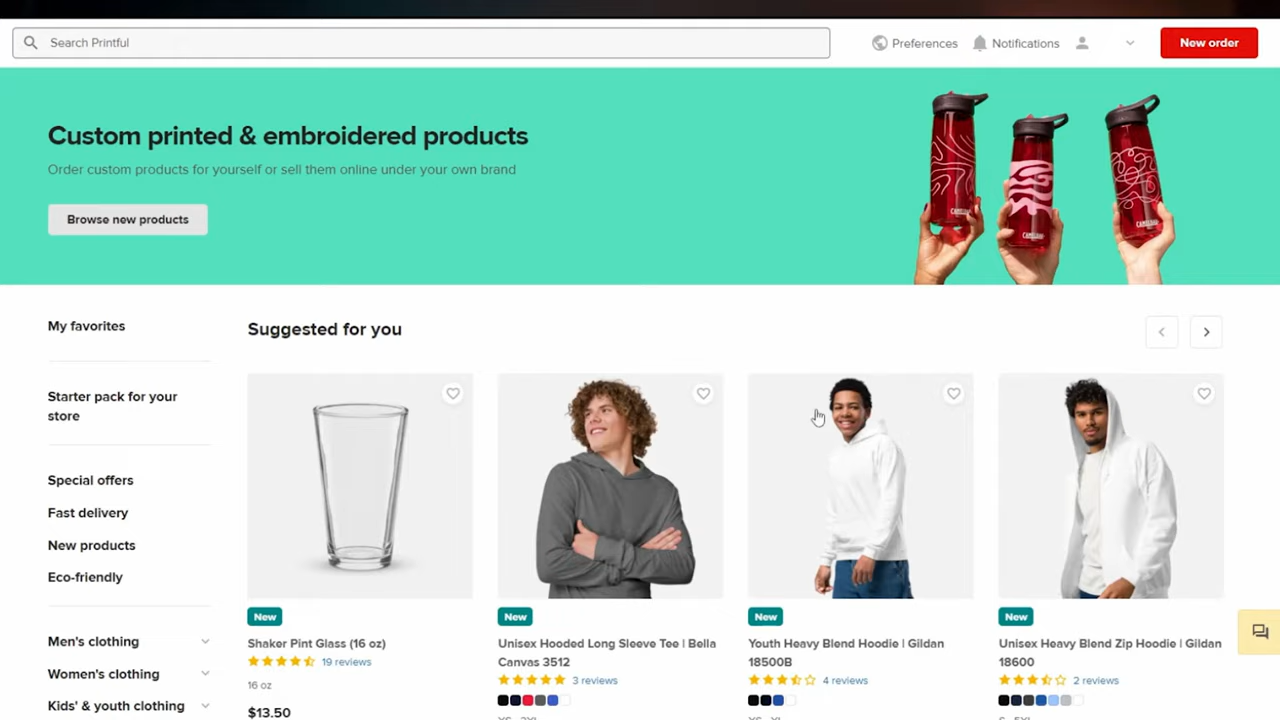 Search Printful
Preferences
Notifications
New order
Custom printed & embroidered products
Order custom products for yourself or sell them online under your own brand
Browse new products
CAMELBAK
My favorites
Starter pack for your
store
Special offers
Fast delivery
New products
Eco-friendly
Men's clothing
Women's clothing
Kids' & youth clothing
Suggested for you
New
Shaker Pint Glass (16 oz)
19 reviews
16 oz
$13.50
New
Unisex Hooded Long Sleeve Tee | Bella
Canvas 3512
3 reviews
New
Youth Heavy Blend Hoodie | Gildan
18500B
4 reviews
New
Unisex Heavy Blend Zip Hoodie | Gildan
18600
2 reviews